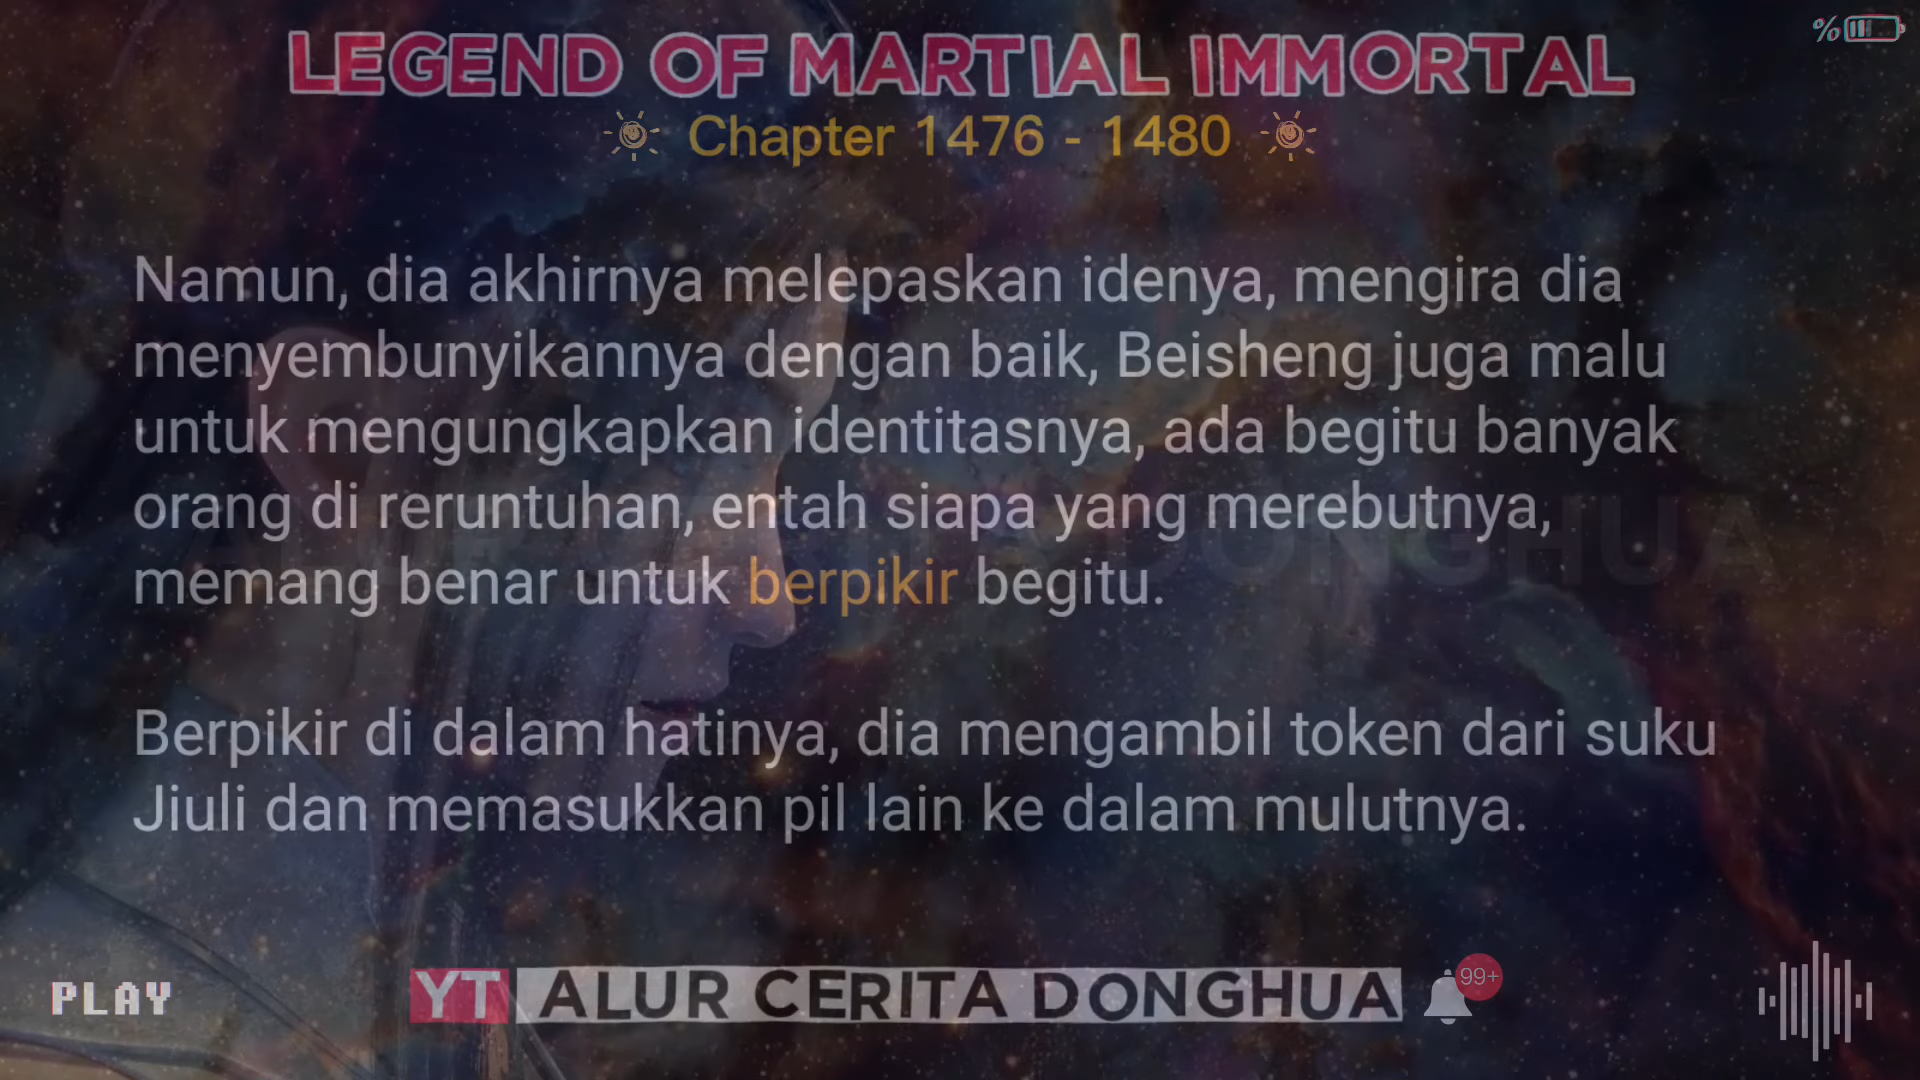 LEGEND OF MARTIAL IMMORTAL
%
Chapter 1476 - 1480
Namun, dia akhirnya melepaskan idenya, mengira dia
menyembunyikannya dengan baik, Beisheng juga malu
untuk mengungkapkan identitasnya, ada begitu banyak
orang di reruntuhan, entah siapa yang merebutnya,
memang benar untuk berpikir begitu.
Berpikir di dalam hatinya, dia mengambil token dari suku
Jiuli dan memasukkan pil lain ke dalam mulutnya.
PLAY
YT ALUR CERITA DONGHUA
99+